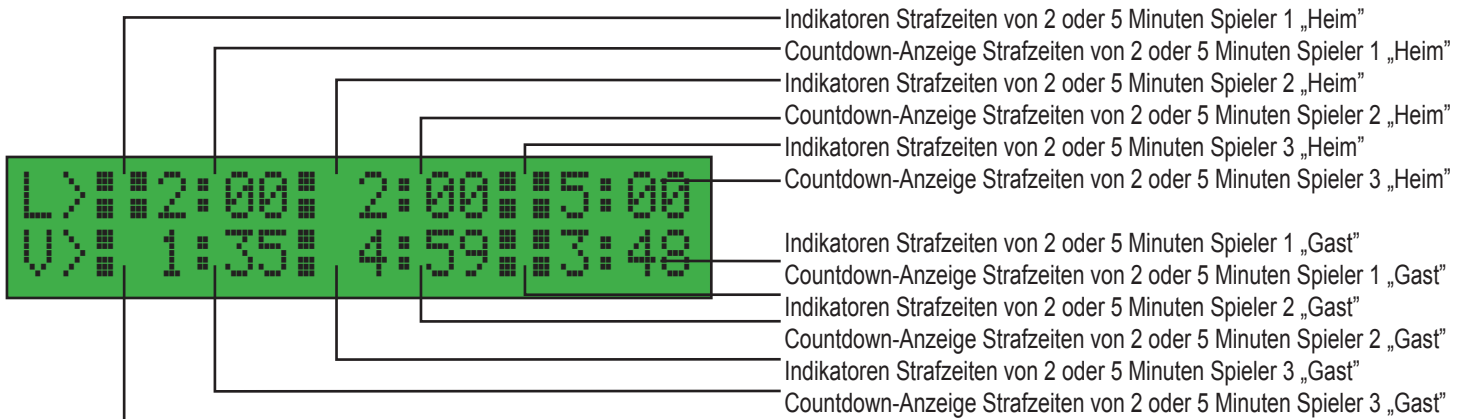 Indikatoren Strafzeiten von 2 oder 5 Minuten Spieler 1 „Heim”
Countdown-Anzeige Strafzeiten von 2 oder 5 Minuten Spieler 1 „Heim”
Indikatoren Strafzeiten von 2 oder 5 Minuten Spieler 2 „Heim”
Countdown-Anzeige Strafzeiten von 2 oder 5 Minuten Spieler 2 „Heim”
Indikatoren Strafzeiten von 2 oder 5 Minuten Spieler 3 „Heim”
Countdown-Anzeige Strafzeiten von 2 oder 5 Minuten Spieler 3 „Heim”
L> 2:00 2:00 5:00
V> 1:35 4:59 3:48
Indikatoren Strafzeiten von 2 oder 5 Minuten Spieler 1 „Gast”
Countdown-Anzeige Strafzeiten von 2 oder 5 Minuten Spieler 1 „Gast”
Indikatoren Strafzeiten von 2 oder 5 Minuten Spieler 2 „Gast”
Countdown-Anzeige Strafzeiten von 2 oder 5 Minuten Spieler 2 „Gast”
Indikatoren Strafzeiten von 2 oder 5 Minuten Spieler 3 „Gast”
Countdown-Anzeige Strafzeiten von 2 oder 5 Minuten Spieler 3 „Gast”